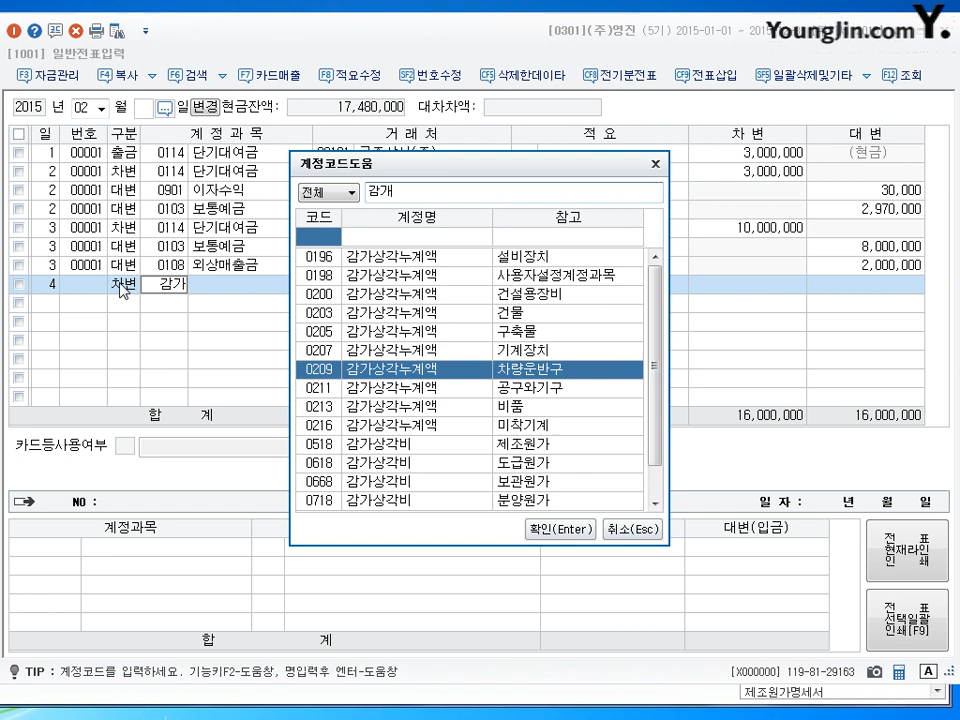 [0301](주)영진 (5기) 2015-01-01 ~ 2015
YoungJin.com Y.
[1001] 일반전표입력
F3 자금관리 F4 복사 F6 검색 F7 카드매출 F8 적요수정 SF2 번호수정 CF5 삭제한데이타 CF8 전기분전표 CF9 전표삽입 SF5 일괄삭제및기타 F12 조회
2015 년 02 월 일 변경 현금잔액: 17,480,000 대차차액:
일 번호 구분 계 정 과 목 거 래 처 적 요 차 변 대 변
1 00001 출금 0114 단기대여금 3,000,000 (현금)
2 00001 차변 0114 단기대여금 3,000,000
2 00001 대변 0901 이자수익 30,000
2 00001 대변 0103 보통예금 2,970,000
3 00001 차변 0114 단기대여금 10,000,000
3 00001 대변 0103 보통예금 8,000,000
3 00001 대변 0108 외상매출금 2,000,000
4 차변 감가
합 계 16,000,000 16,000,000
계정코드도움
전체 감개
코드 계정명 참고
0196 감가상각누계액 설비장치
0198 감가상각누계액 사용자설정계정과목
0200 감가상각누계액 건설용장비
0203 감가상각누계액 건물
0205 감가상각누계액 구축물
0207 감가상각누계액 기계장치
0209 감가상각누계액 차량운반구
0211 감가상각누계액 공구와기구
0213 감가상각누계액 비품
0216 감가상각누계액 미착기계
0518 감가상각비 제조원가
0618 감가상각비 도급원가
0668 감가상각비 보관원가
0718 감가상각비 분양원가
확인(Enter) 취소(Esc)
카드등사용여부
NO : 일 자 : 년 월 일
계정과목 대변(입금)
합 계
전 표
현재라인
인 쇄
전 표
선택일괄
인쇄[F9]
TIP : 계정코드를 입력하세요. 기능키F2-도움창, 명입력후 엔터-도움창
[X000000] 119-81-29163 A
제조원가명세서